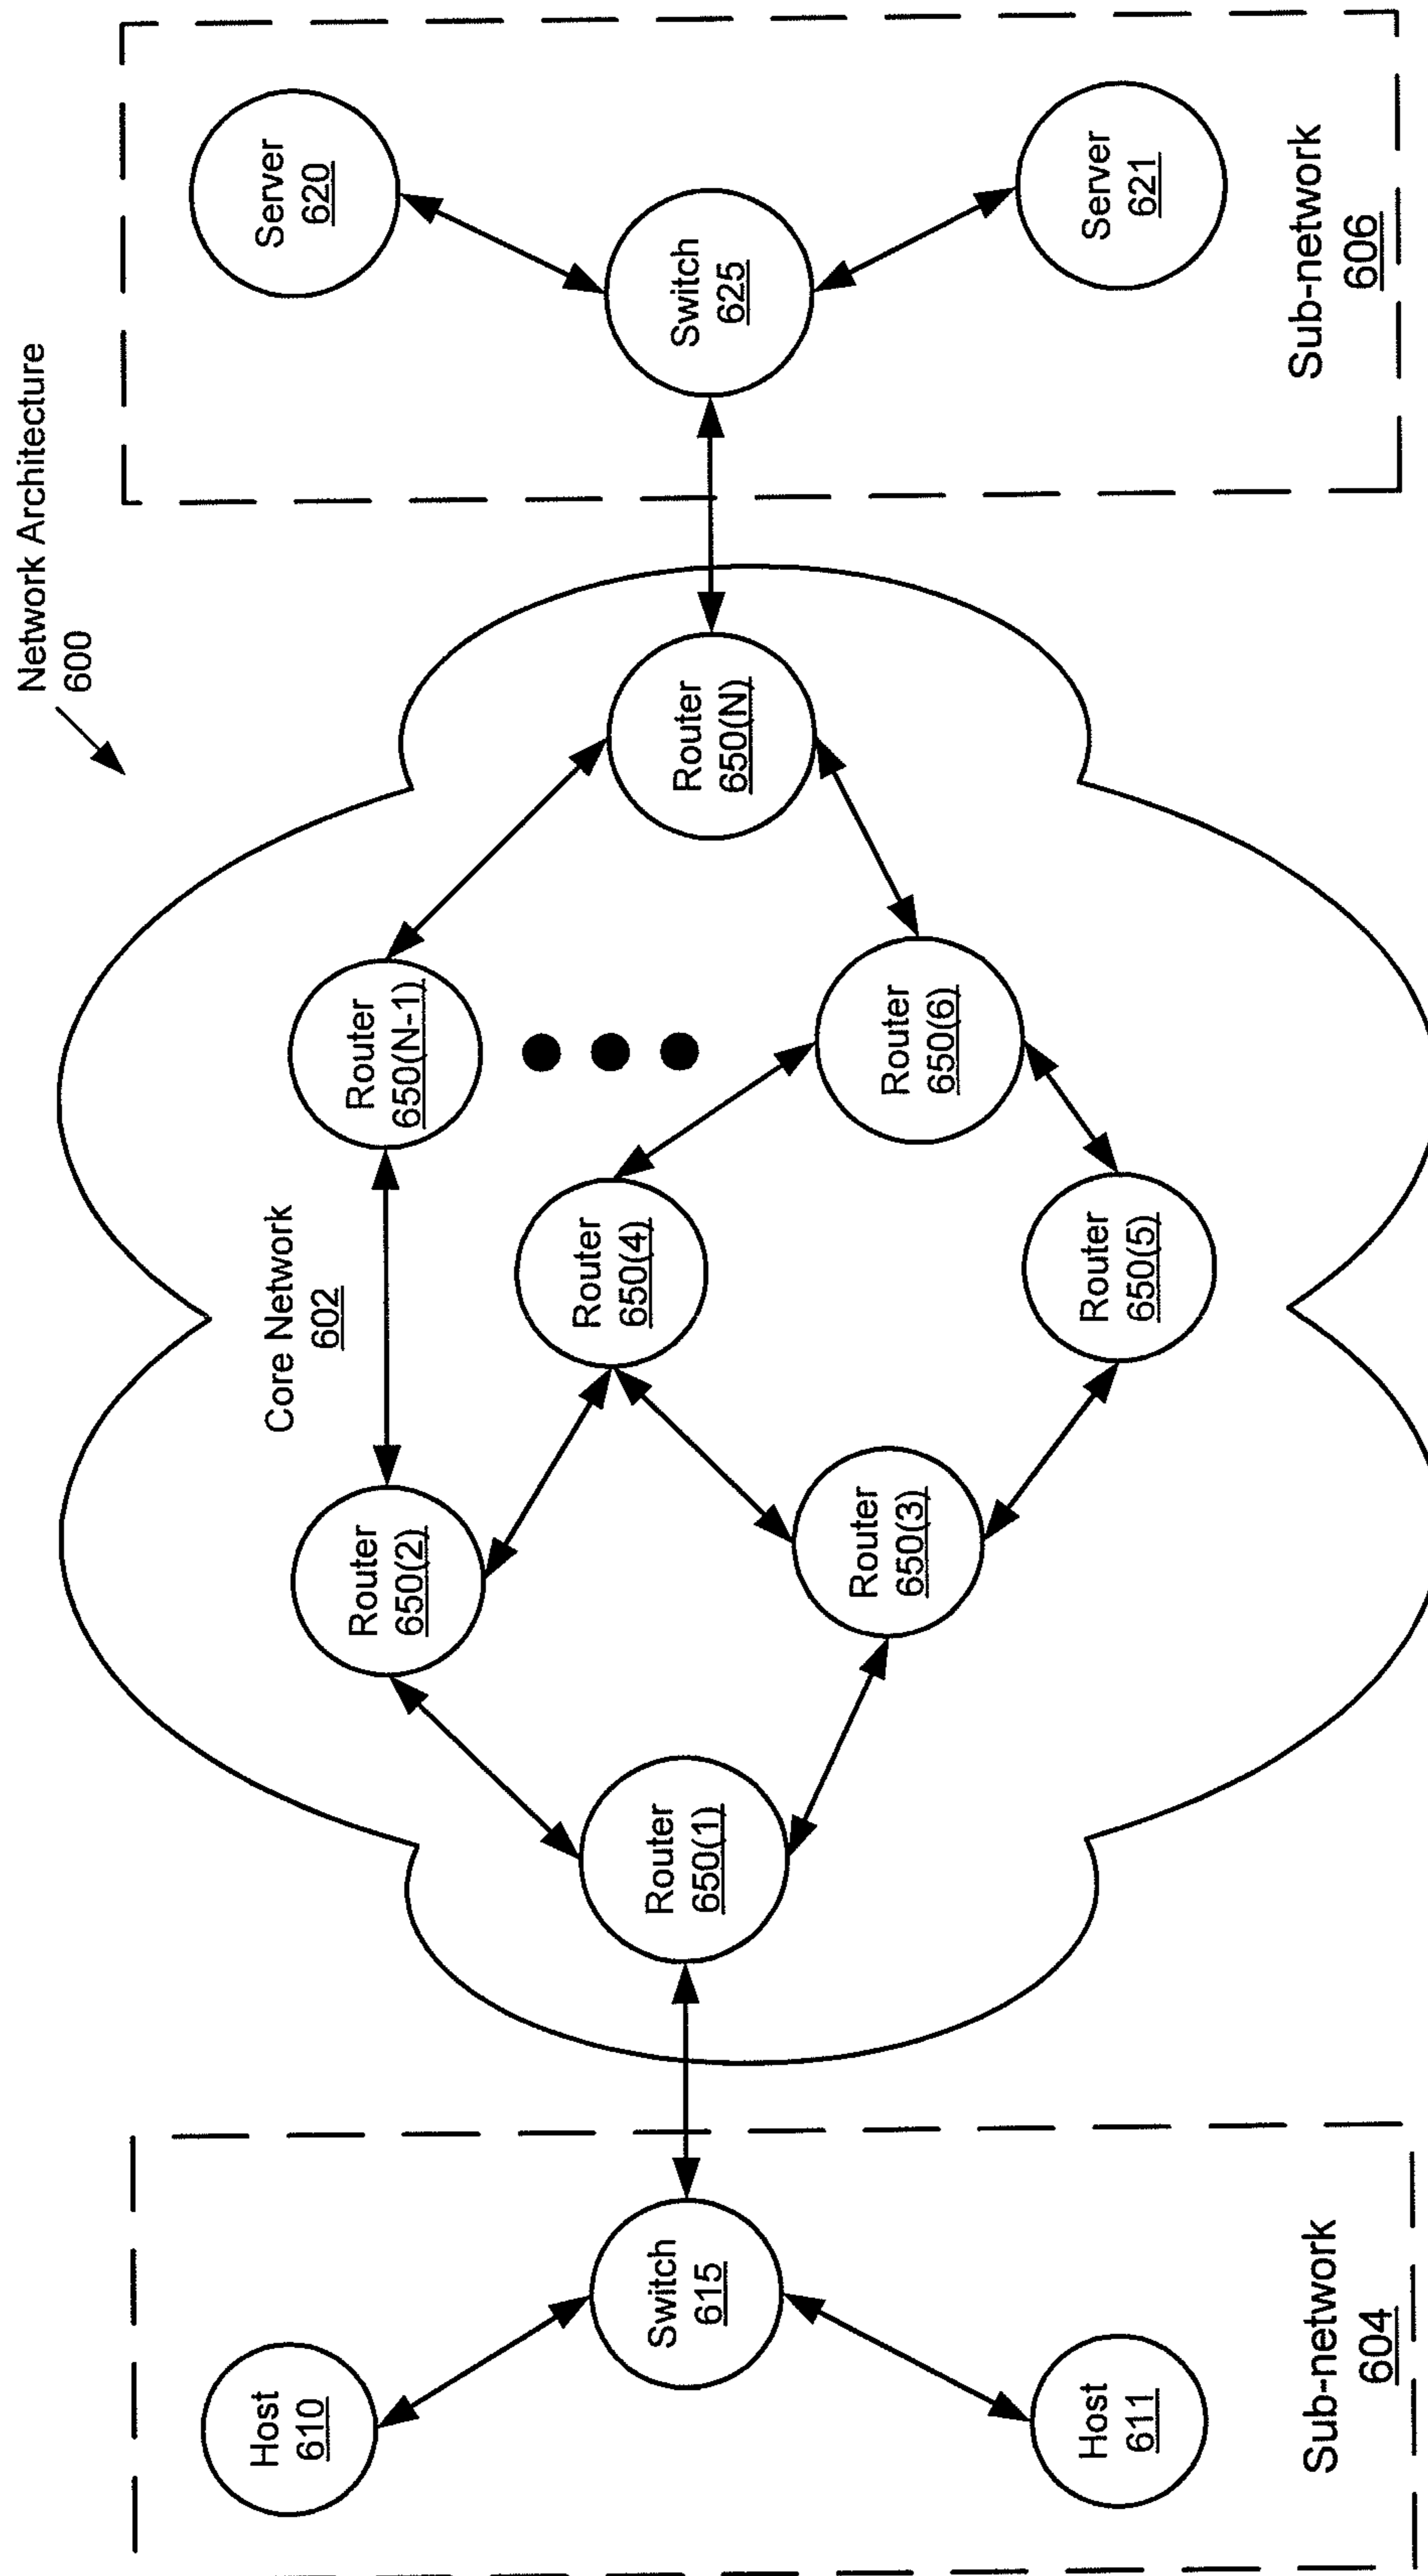 Network Architecture
600
Core Network
602
Sub-network
604
Host
610
Host
611
Switch
615
Router
650(1)
Router
650(2)
Router
650(3)
Router
650(4)
Router
650(5)
Router
650(6)
Router
650(N-1)
Router
650(N)
Switch
625
Server
620
Server
621
Sub-network
606